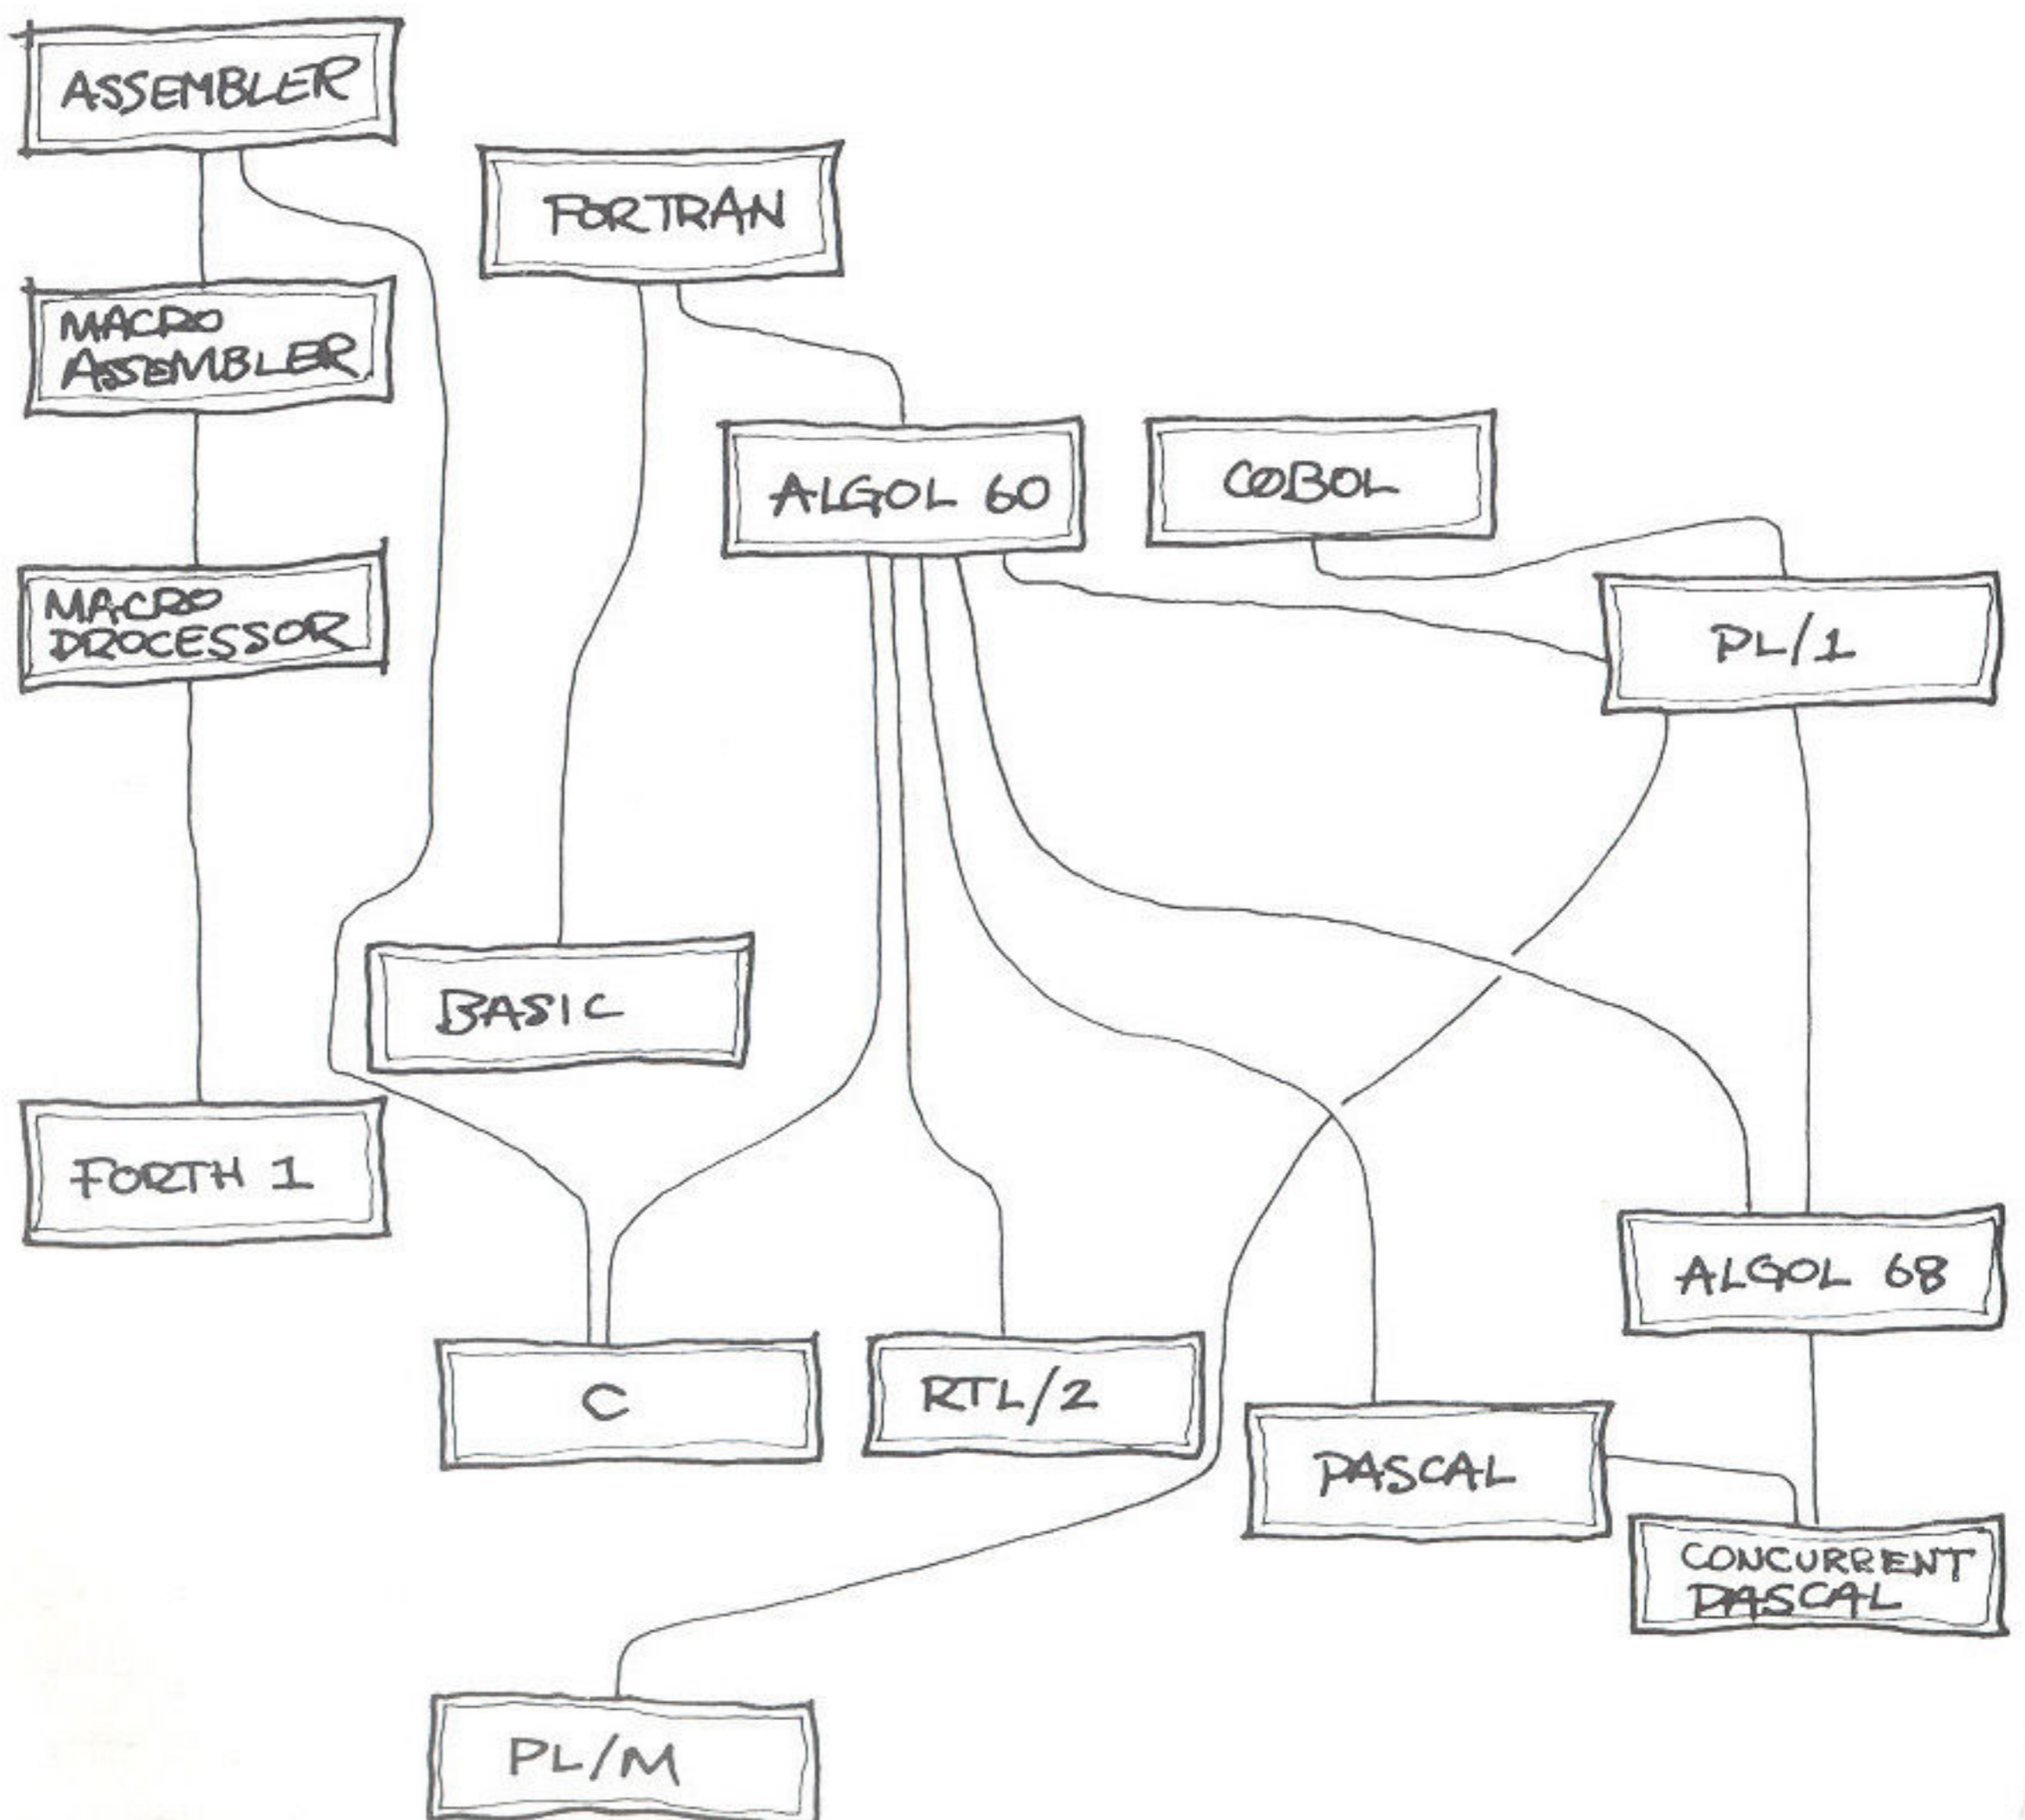 ASSEMBLER
FORTRAN
MACRO
ASSEMBLER
ALGOL 60
COBOL
MACRO
PROCESSOR
PL/1
BASIC
FORTH 1
ALGOL 68
C
RTL/2
PASCAL
CONCURRENT
PASCAL
PL/M